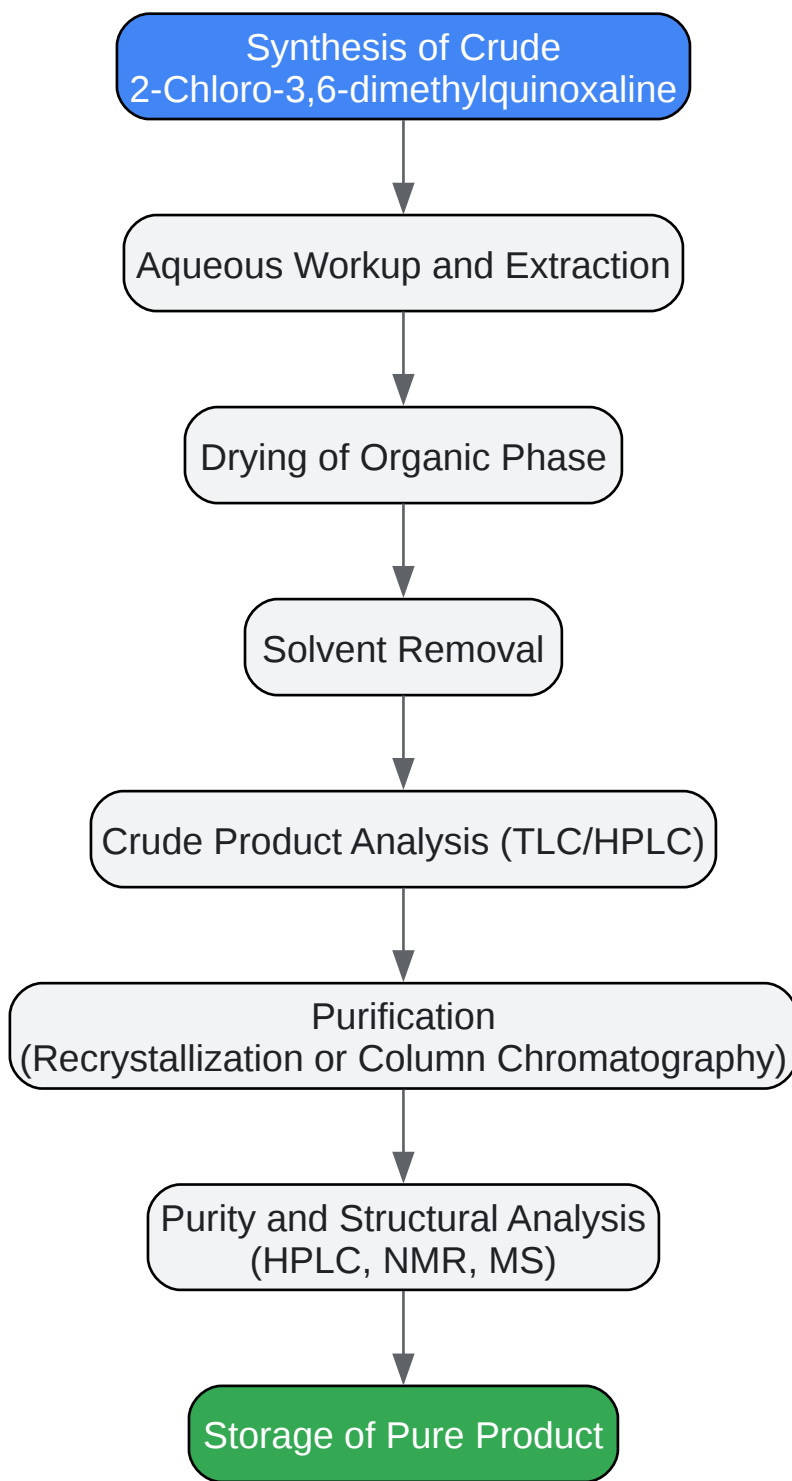 Synthesis of Crude
2-Chloro-3,6-dimethylquinoxaline
Aqueous Workup and Extraction
Drying of Organic Phase
Solvent Removal
Crude Product Analysis (TLC/HPLC)
Purification
(Recrystallization or Column Chromatography)
Purity and Structural Analysis
(HPLC, NMR, MS)
Storage of Pure Product